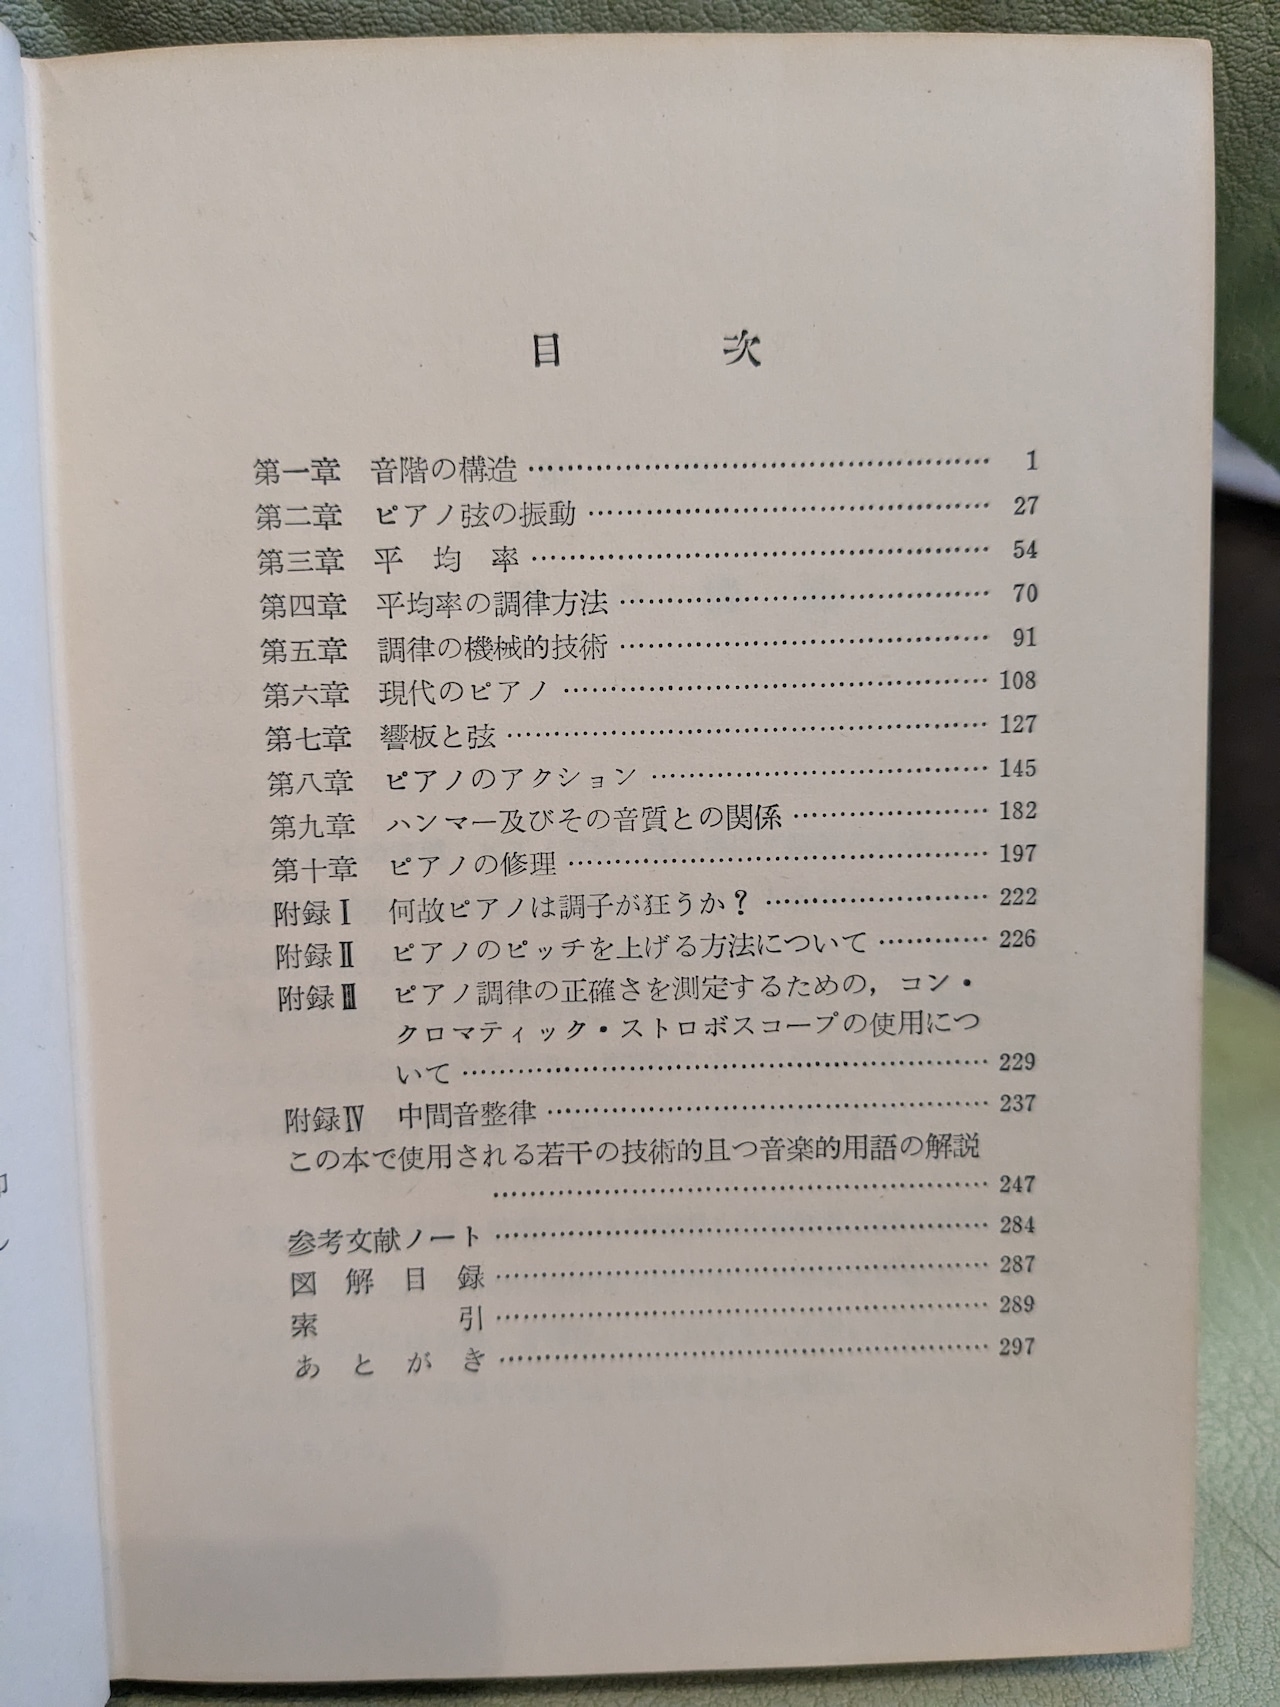 目次
第一章 音階の構造 …… 1
第二章 ピアノ弦の振動 …… 27
第三章 平均率 …… 54
第四章 平均率の調律方法 …… 70
第五章 調律の機械的技術 …… 91
第六章 現代のピアノ …… 108
第七章 響板と弦 …… 127
第八章 ピアノのアクション …… 145
第九章 ハンマー及びその音質との関係 …… 182
第十章 ピアノの修理 …… 197
附録Ⅰ 何故ピアノは調子が狂うか? …… 222
附録Ⅱ ピアノのピッチを上げる方法について …… 226
附録Ⅲ ピアノ調律の正確さを測定するための,コン・
クロマティック・ストロボスコープの使用につ
いて …… 229
附録Ⅳ 中間音整律 …… 237
この本で使用される若干の技術的且つ音楽的用語の解説
…… 247
参考文献ノート …… 284
図解目録 …… 287
索引 …… 289
あとがき …… 297